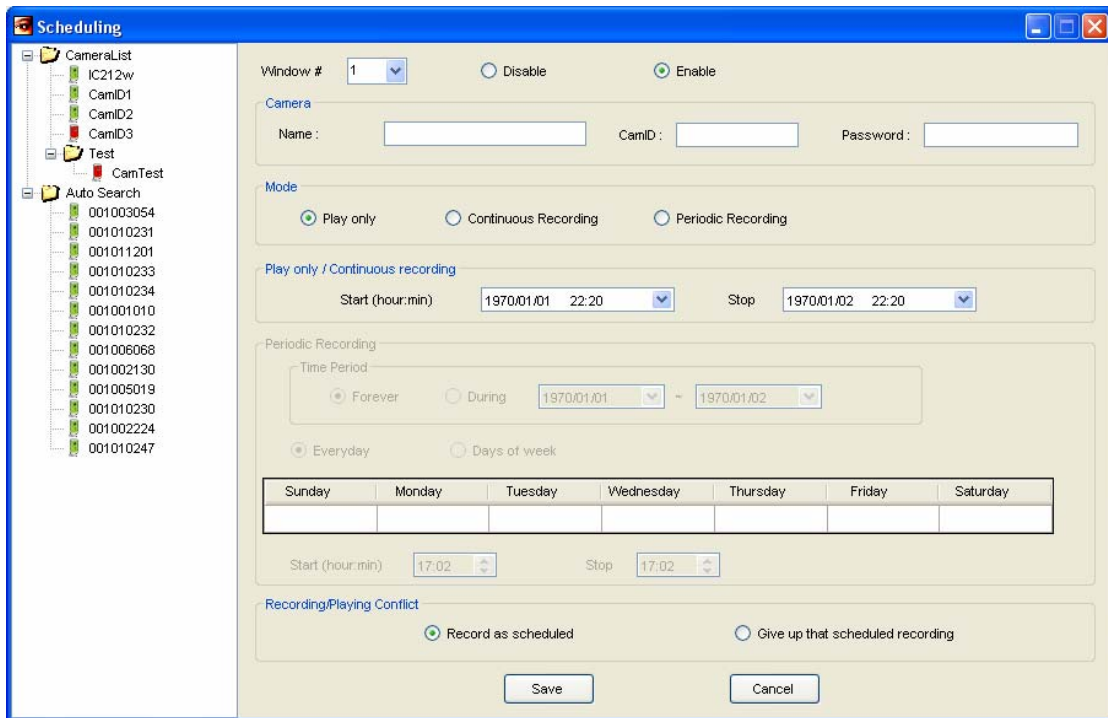 Scheduling
CameraList
IC212w
CamID1
CamID2
CamID3
Test
CamTest
Auto Search
001003054
001010231
001011201
001010233
001010234
001001010
001010232
001006068
001002130
001005019
001010230
001002224
001010247
Window # 1 Disable Enable
Camera
Name : CamID : Password :
Mode
Play only Continuous Recording Periodic Recording
Play only / Continuous recording
Start (hour:min) 1970/01/01 22:20 Stop 1970/01/02 22:20
Periodic Recording
Time Period
Forever During 1970/01/01 ~ 1970/01/02
Everyday Days of week
Sunday Monday Tuesday Wednesday Thursday Friday Saturday
Start (hour:min) 17:02 Stop 17:02
Recording/Playing Conflict
Record as scheduled Give up that scheduled recording
Save Cancel